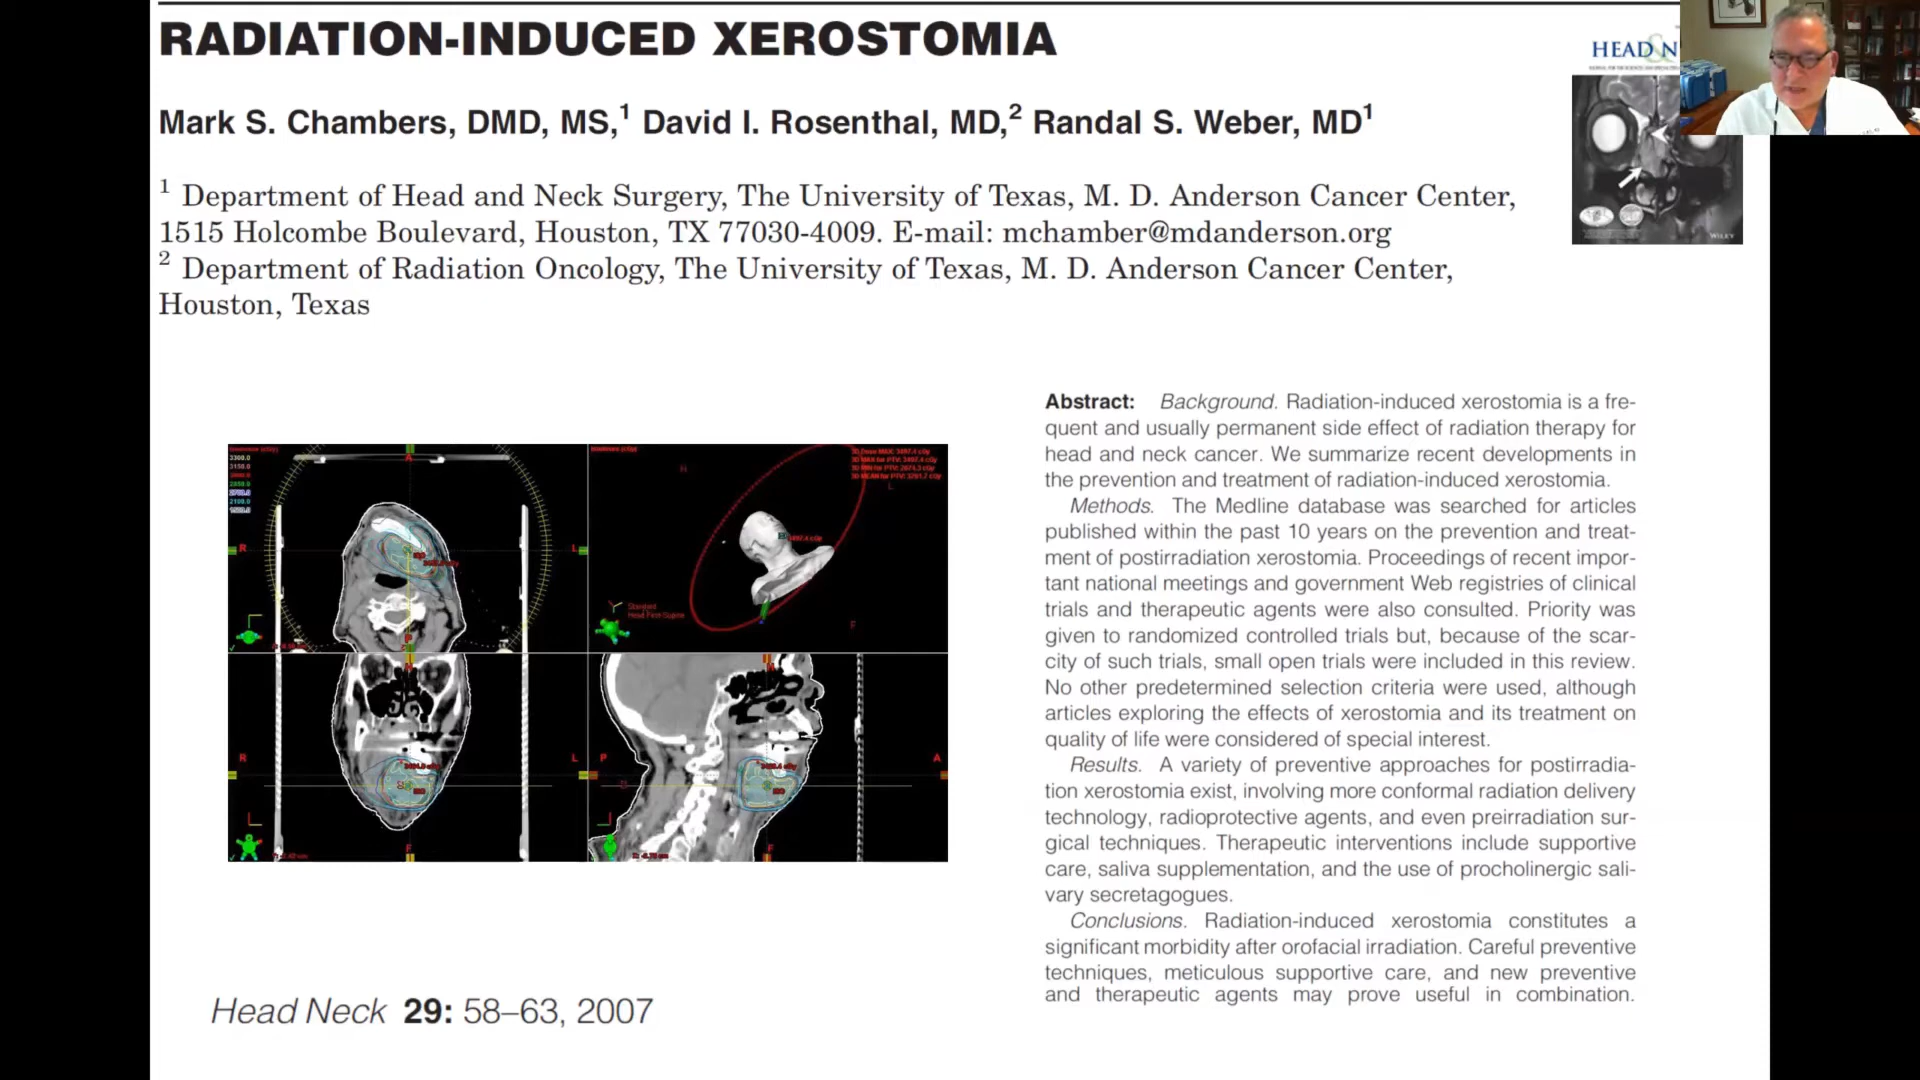 RADIATION-INDUCED XEROSTOMIA
HEAD & N
Mark S. Chambers, DMD, MS,1 David I. Rosenthal, MD,2 Randal S. Weber, MD1
1 Department of Head and Neck Surgery, The University of Texas, M. D. Anderson Cancer Center,
1515 Holcombe Boulevard, Houston, TX 77030-4009. E-mail: mchamber@mdanderson.org
2 Department of Radiation Oncology, The University of Texas, M. D. Anderson Cancer Center,
Houston, Texas
WILEY
Abstract: Background. Radiation-induced xerostomia is a fre-
quent and usually permanent side effect of radiation therapy for
head and neck cancer. We summarize recent developments in
the prevention and treatment of radiation-induced xerostomia.
Methods. The Medline database was searched for articles
published within the past 10 years on the prevention and treat-
ment of postirradiation xerostomia. Proceedings of recent impor-
tant national meetings and government Web registries of clinical
trials and therapeutic agents were also consulted. Priority was
given to randomized controlled trials but, because of the scar-
city of such trials, small open trials were included in this review.
No other predetermined selection criteria were used, although
articles exploring the effects of xerostomia and its treatment on
quality of life were considered of special interest.
Results. A variety of preventive approaches for postirradia-
tion xerostomia exist, involving more conformal radiation delivery
technology, radioprotective agents, and even preirradiation sur-
gical techniques. Therapeutic interventions include supportive
care, saliva supplementation, and the use of procholinergic sali-
vary secretagogues.
Conclusions. Radiation-induced xerostomia constitutes a
significant morbidity after orofacial irradiation. Careful preventive
techniques, meticulous supportive care, and new preventive
and therapeutic agents may prove useful in combination.
A
R
L
H
L
F
Standard
R
L
F
P
A
F
Head Neck 29: 58–63, 2007